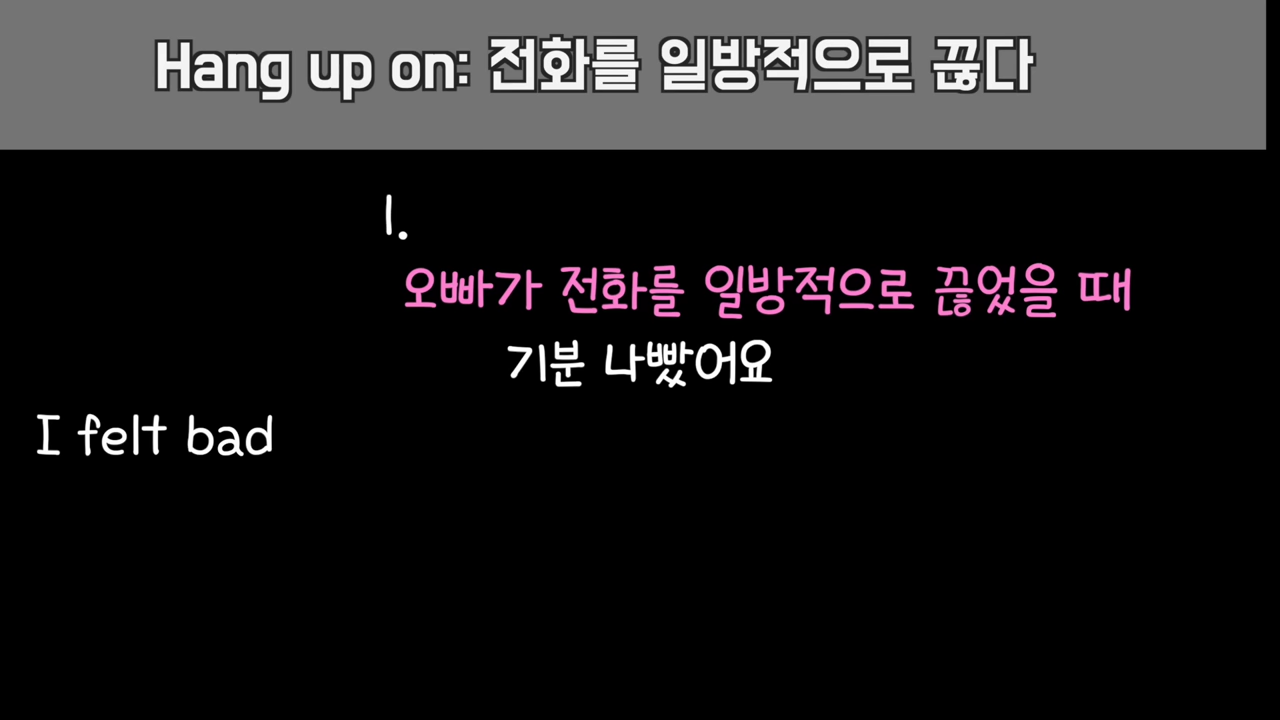 Hang up on: 전화를 일방적으로 끊다
1.
오빠가 전화를 일방적으로 끊었을 때
기분 나빴어요
I felt bad